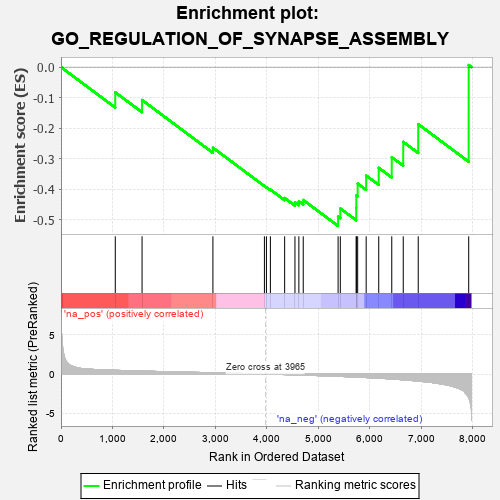 Enrichment plot:
GO_REGULATION_OF_SYNAPSE_ASSEMBLY
Enrichment score (ES)
0.0
-0.1
-0.2
-0.3
-0.4
-0.5
'na_pos' (positively correlated)
Ranked list metric (PreRanked)
5
0
-5
Zero cross at 3965
'na_neg' (negatively correlated)
0 1,000 2,000 3,000 4,000 5,000 6,000 7,000 8,000
Rank in Ordered Dataset
Enrichment profile Hits Ranking metric scores